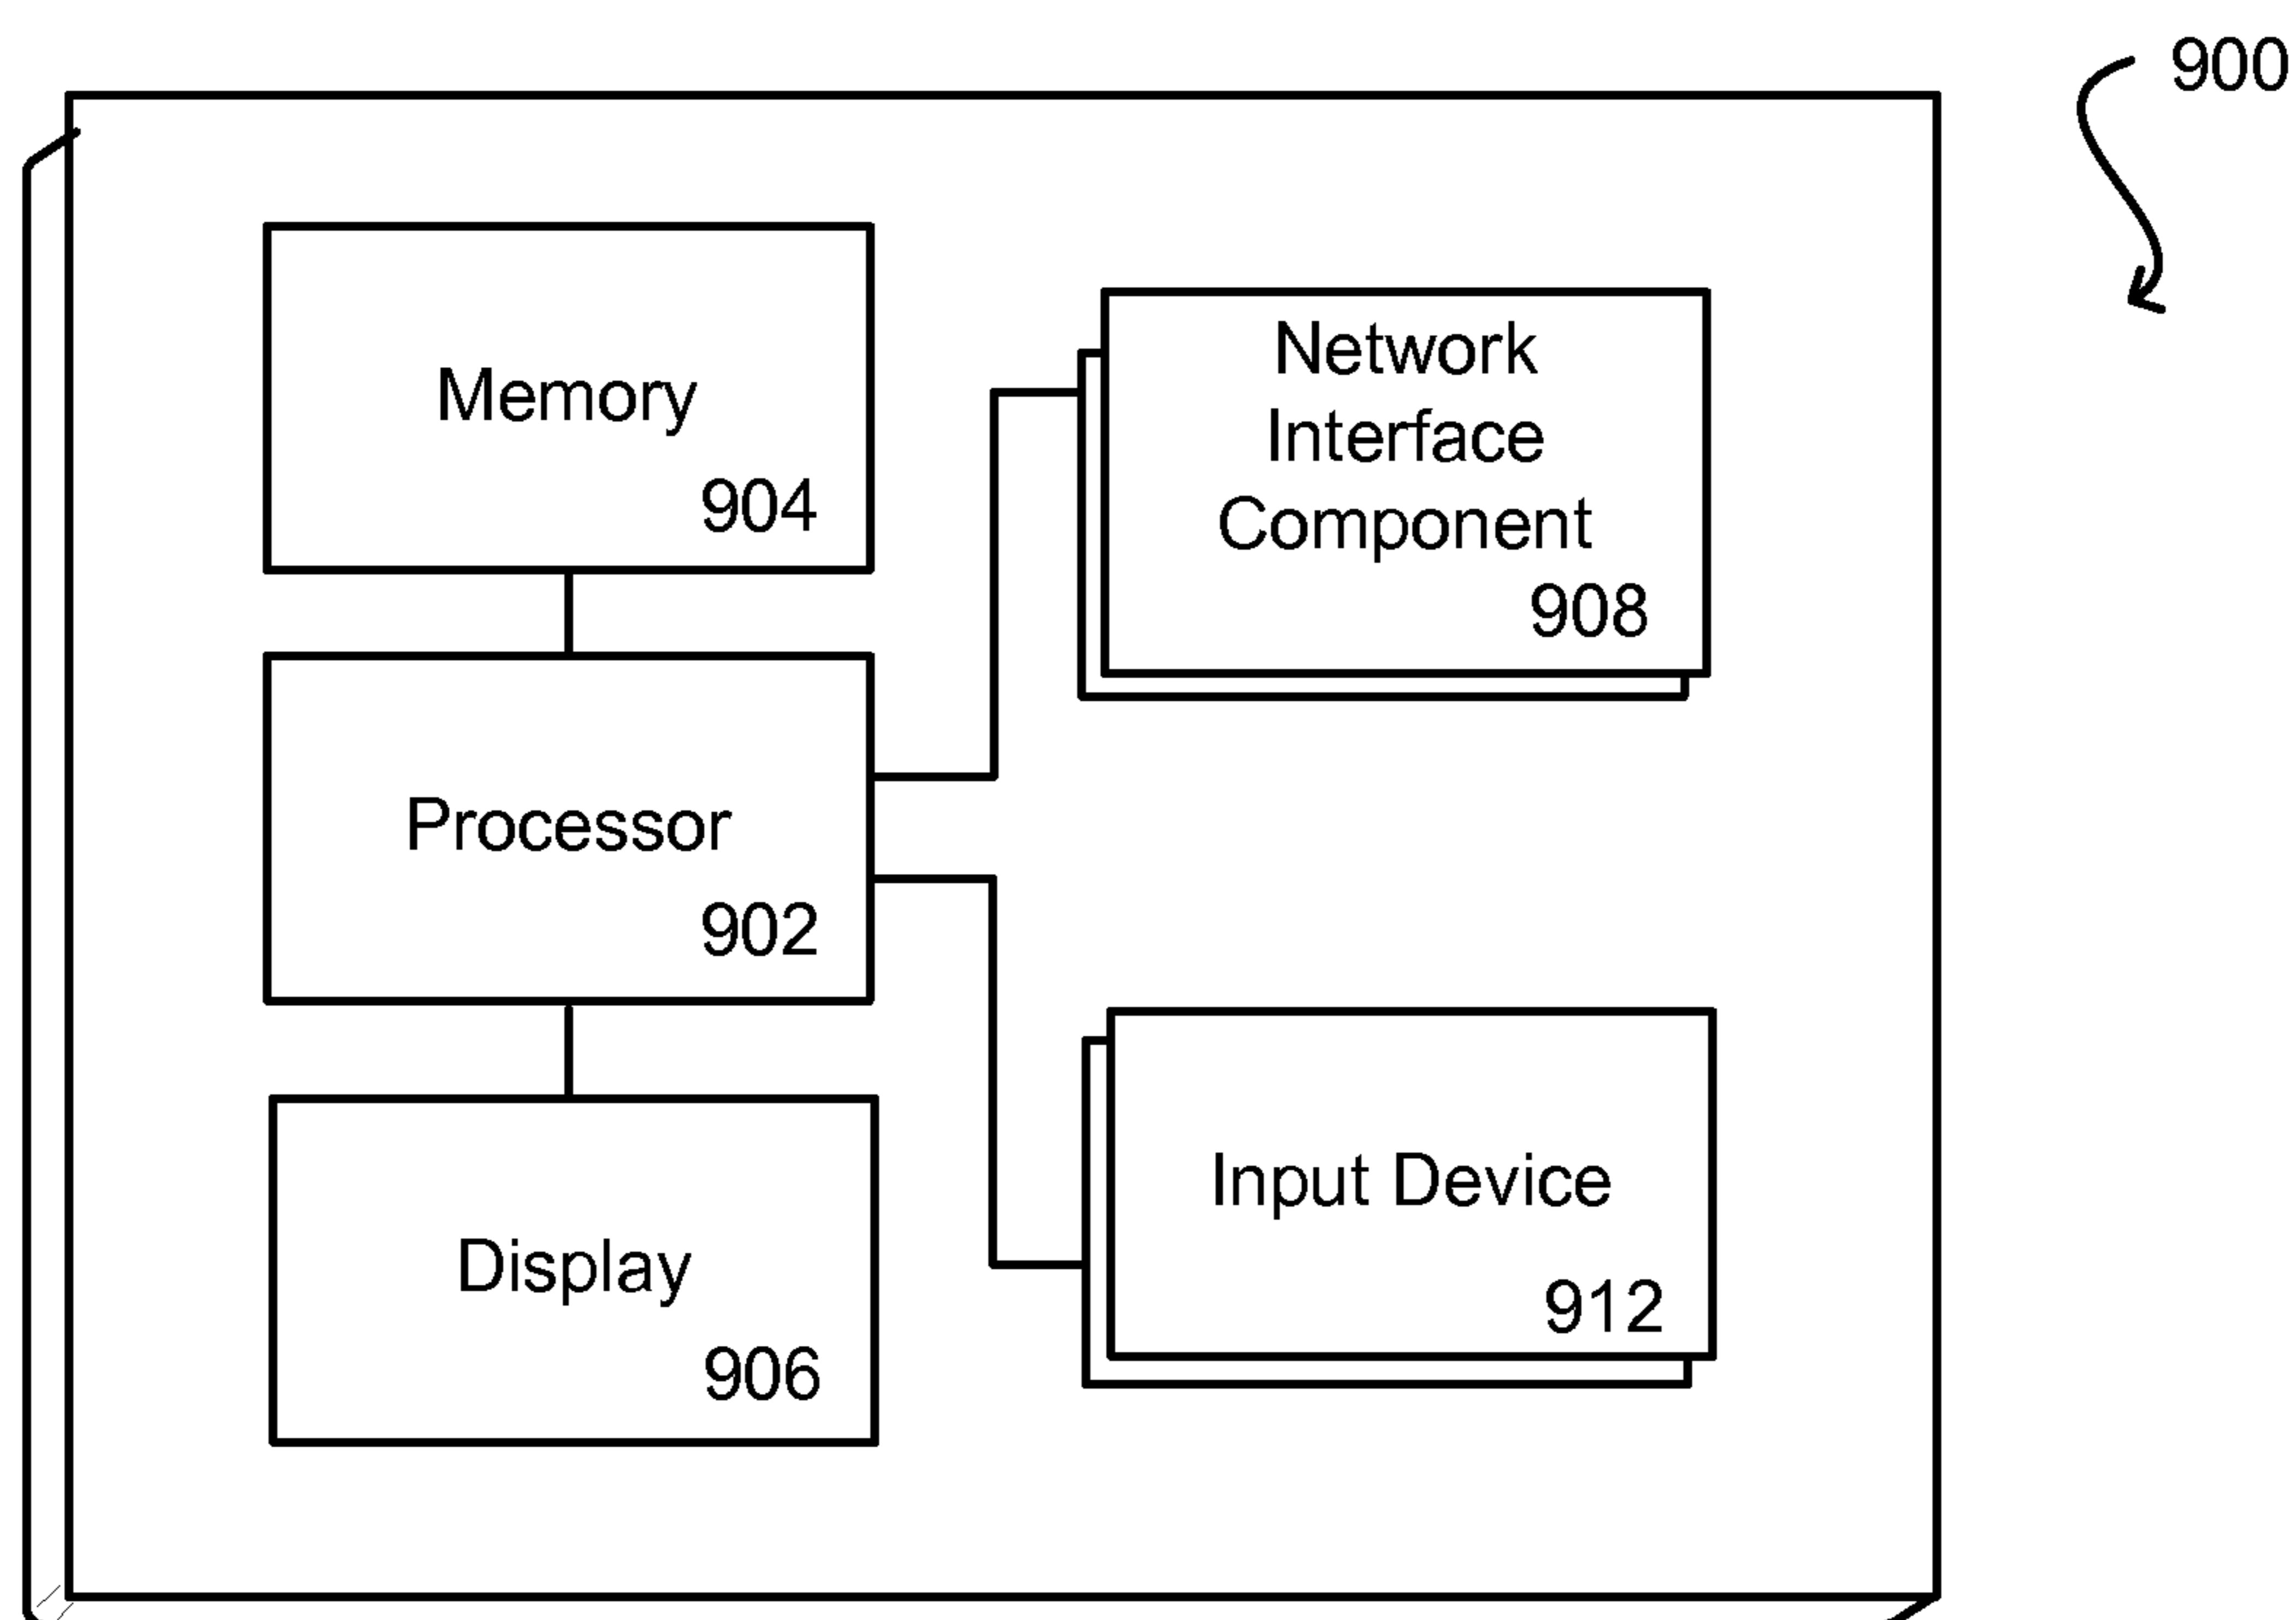 900
Memory
904
Network
Interface
Component
908
Processor
902
Input Device
912
Display
906